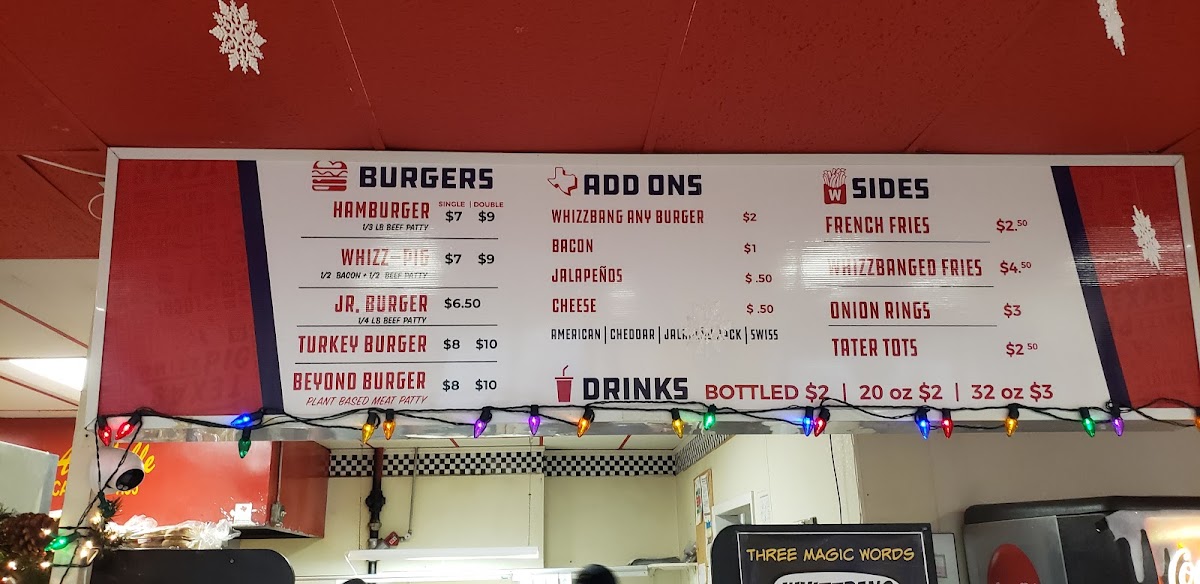 BURGERS
SINGLE | DOUBLE
HAMBURGER $7 $9
1/3 LB BEEF PATTY
WHIZZ-PIG $7 $9
1/2 BACON + 1/2 BEEF PATTY
JR. BURGER $6.50
1/4 LB BEEF PATTY
TURKEY BURGER $8 $10
BEYOND BURGER $8 $10
PLANT BASED MEAT PATTY
ADD ONS
WHIZZBANG ANY BURGER $2
BACON $1
JALAPEÑOS $.50
CHEESE $.50
AMERICAN | CHEDDAR | JACK | SWISS
DRINKS BOTTLED $2 | 20 oz $2 | 32 oz $3
W SIDES
FRENCH FRIES $2.50
WHIZZBANGED FRIES $4.50
ONION RINGS $3
TATER TOTS $2 50
THREE MAGIC WORDS